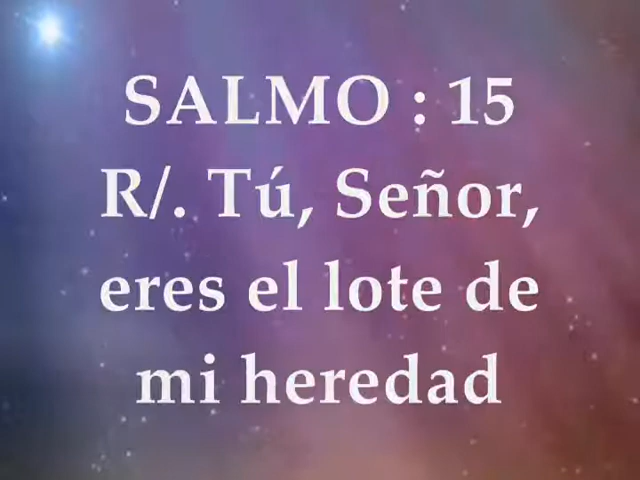 SALMO : 15
R/. Tú, Señor,
eres el lote de
mi heredad